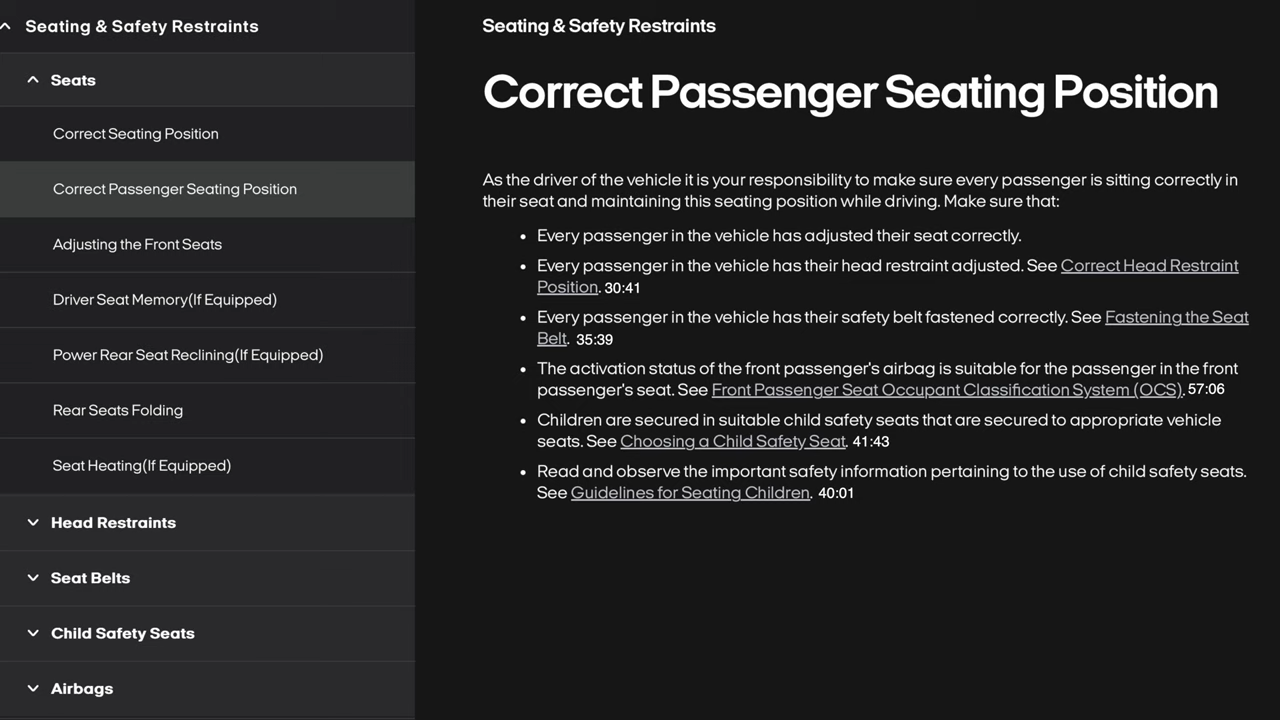 Seating & Safety Restraints
Seats
Correct Seating Position
Correct Passenger Seating Position
Adjusting the Front Seats
Driver Seat Memory(If Equipped)
Power Rear Seat Reclining(If Equipped)
Rear Seats Folding
Seat Heating(If Equipped)
Head Restraints
Seat Belts
Child Safety Seats
Airbags
Seating & Safety Restraints
Correct Passenger Seating Position
As the driver of the vehicle it is your responsibility to make sure every passenger is sitting correctly in
their seat and maintaining this seating position while driving. Make sure that:
• Every passenger in the vehicle has adjusted their seat correctly.
• Every passenger in the vehicle has their head restraint adjusted. See Correct Head Restraint
Position. 30:41
• Every passenger in the vehicle has their safety belt fastened correctly. See Fastening the Seat
Belt. 35:39
• The activation status of the front passenger's airbag is suitable for the passenger in the front
passenger's seat. See Front Passenger Seat Occupant Classification System (OCS). 57:06
• Children are secured in suitable child safety seats that are secured to appropriate vehicle
seats. See Choosing a Child Safety Seat. 41:43
• Read and observe the important safety information pertaining to the use of child safety seats.
See Guidelines for Seating Children. 40:01